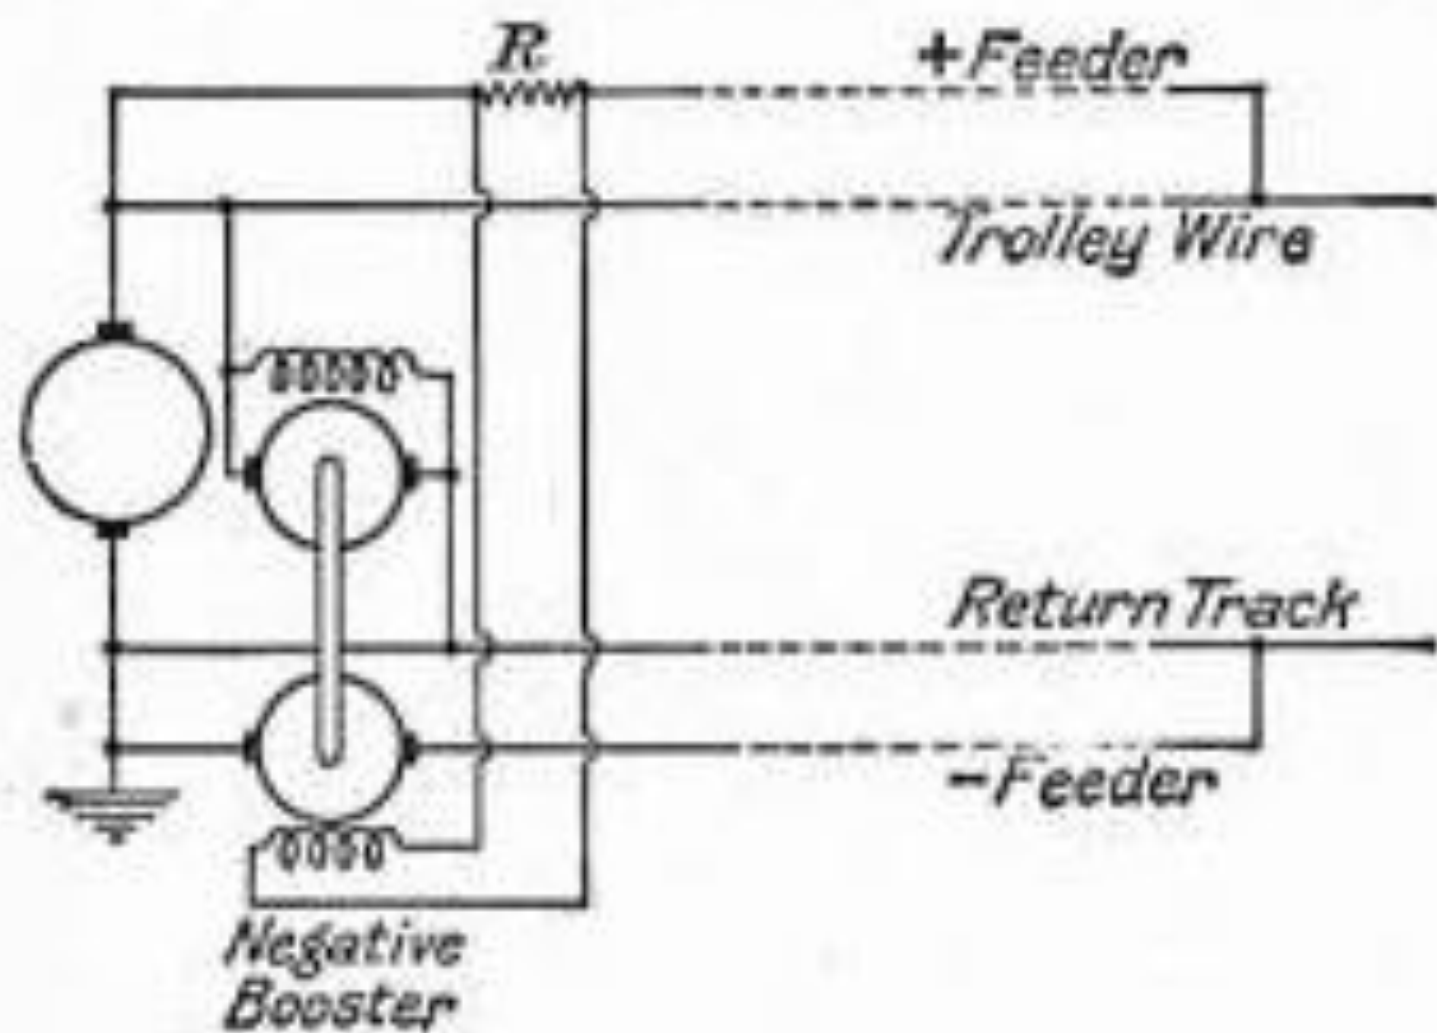 R
+Feeder
Trolley Wire
Return Track
-Feeder
Negative
Booster